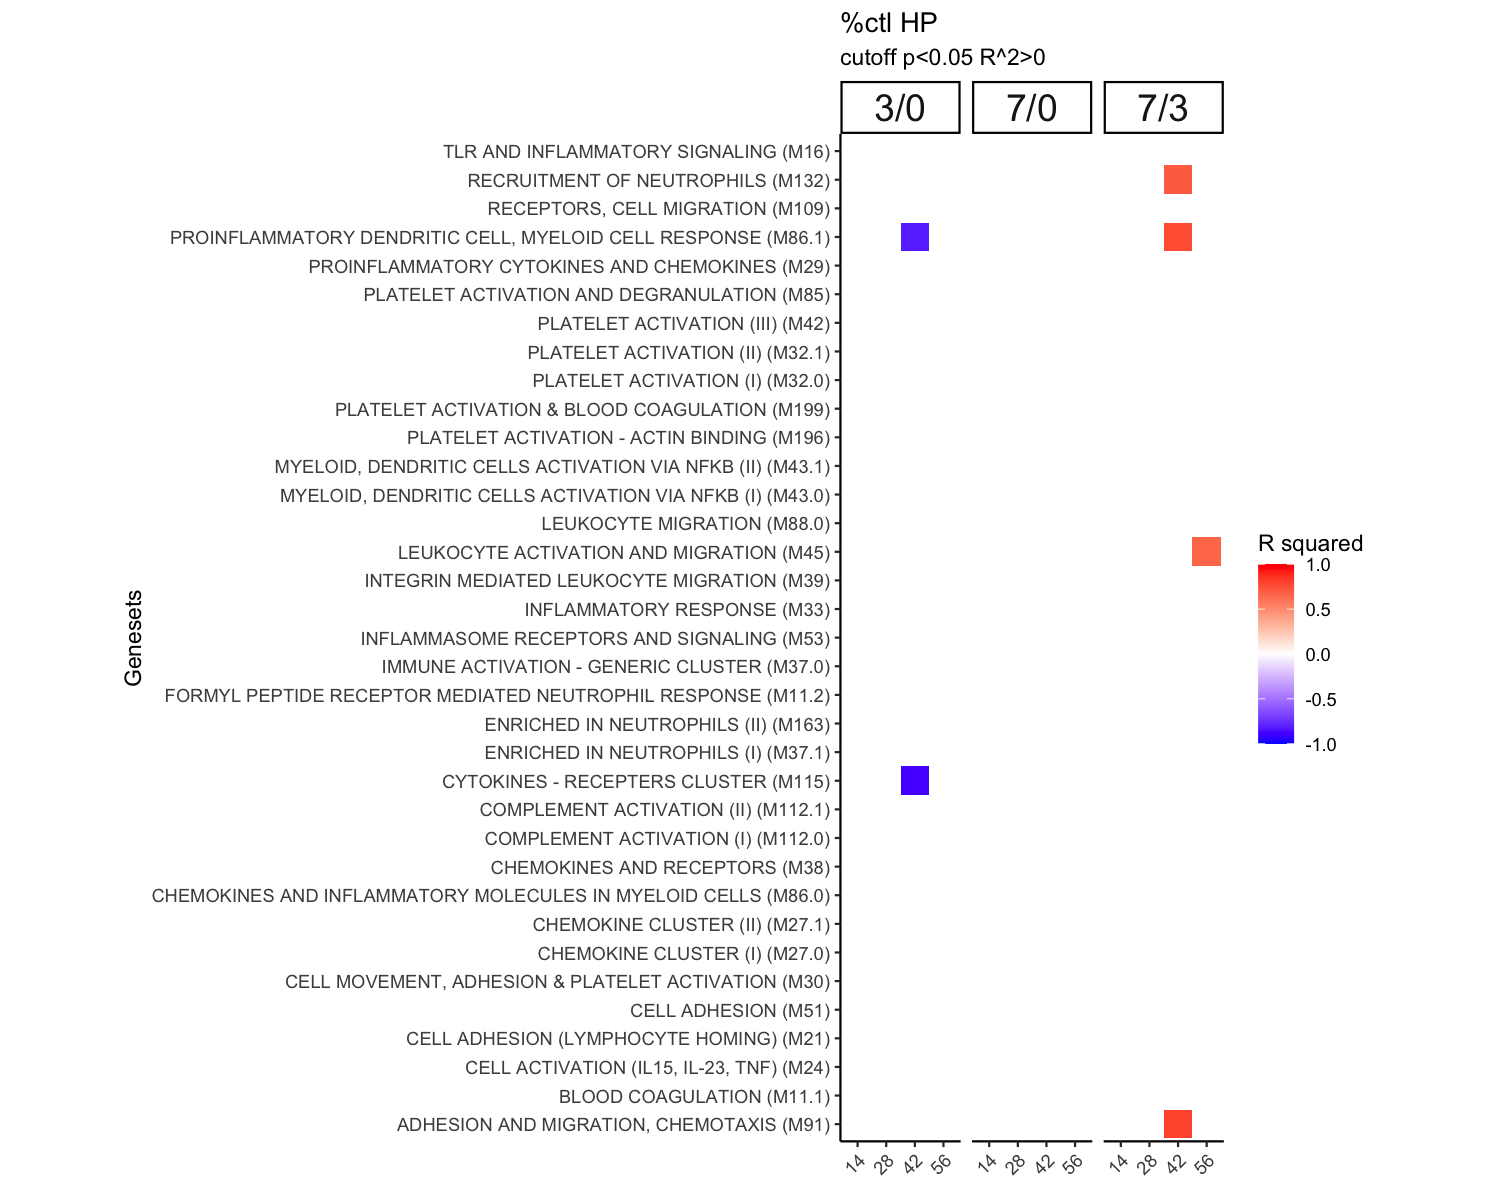 %ctl HP
cutoff p<0.05 R^2>0
3/0 7/0 7/3
TLR AND INFLAMMATORY SIGNALING (M16)
RECRUITMENT OF NEUTROPHILS (M132)
RECEPTORS, CELL MIGRATION (M109)
PROINFLAMMATORY DENDRITIC CELL, MYELOID CELL RESPONSE (M86.1)
PROINFLAMMATORY CYTOKINES AND CHEMOKINES (M29)
PLATELET ACTIVATION AND DEGRANULATION (M85)
PLATELET ACTIVATION (III) (M42)
PLATELET ACTIVATION (II) (M32.1)
PLATELET ACTIVATION (I) (M32.0)
PLATELET ACTIVATION & BLOOD COAGULATION (M199)
PLATELET ACTIVATION - ACTIN BINDING (M196)
MYELOID, DENDRITIC CELLS ACTIVATION VIA NFKB (II) (M43.1)
MYELOID, DENDRITIC CELLS ACTIVATION VIA NFKB (I) (M43.0)
LEUKOCYTE MIGRATION (M88.0)
LEUKOCYTE ACTIVATION AND MIGRATION (M45)
INTEGRIN MEDIATED LEUKOCYTE MIGRATION (M39)
INFLAMMATORY RESPONSE (M33)
INFLAMMASOME RECEPTORS AND SIGNALING (M53)
IMMUNE ACTIVATION - GENERIC CLUSTER (M37.0)
FORMYL PEPTIDE RECEPTOR MEDIATED NEUTROPHIL RESPONSE (M11.2)
ENRICHED IN NEUTROPHILS (II) (M163)
ENRICHED IN NEUTROPHILS (I) (M37.1)
CYTOKINES - RECEPTERS CLUSTER (M115)
COMPLEMENT ACTIVATION (II) (M112.1)
COMPLEMENT ACTIVATION (I) (M112.0)
CHEMOKINES AND RECEPTORS (M38)
CHEMOKINES AND INFLAMMATORY MOLECULES IN MYELOID CELLS (M86.0)
CHEMOKINE CLUSTER (II) (M27.1)
CHEMOKINE CLUSTER (I) (M27.0)
CELL MOVEMENT, ADHESION & PLATELET ACTIVATION (M30)
CELL ADHESION (M51)
CELL ADHESION (LYMPHOCYTE HOMING) (M21)
CELL ACTIVATION (IL15, IL-23, TNF) (M24)
BLOOD COAGULATION (M11.1)
ADHESION AND MIGRATION, CHEMOTAXIS (M91)
Genesets
14 28 42 56 14 28 42 56 14 28 42 56
R squared
1.0
0.5
0.0
-0.5
-1.0